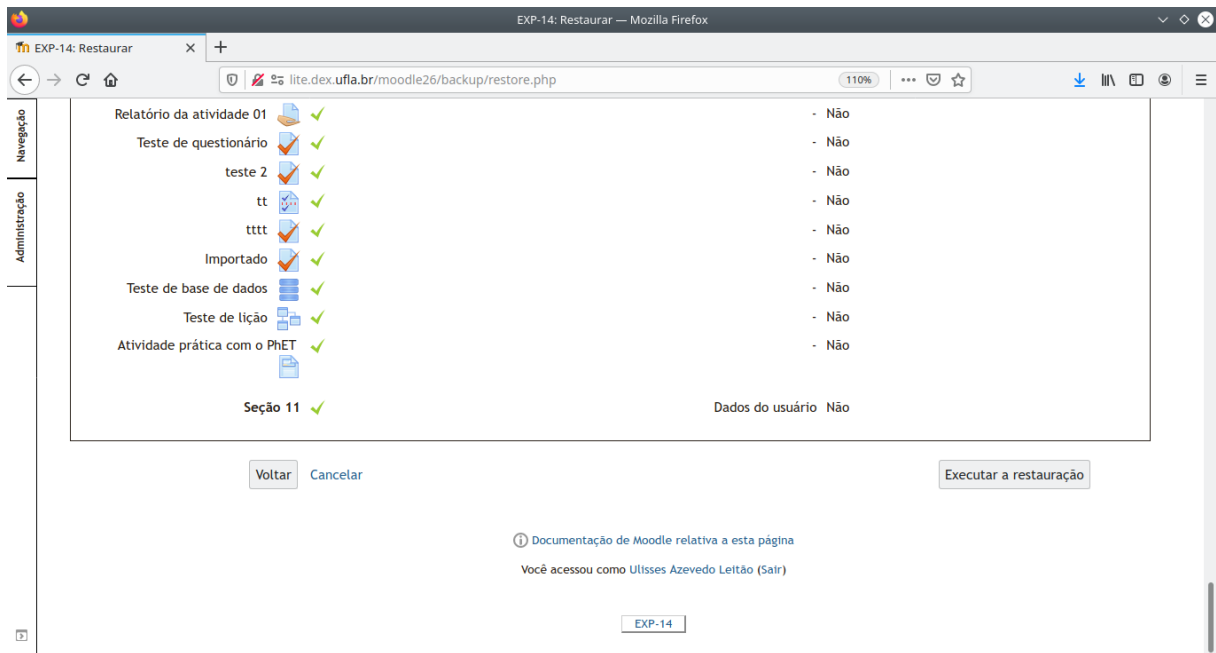 EXP-14: Restaurar — Mozilla Firefox
EXP-14: Restaurar
lite.dex.ufla.br/moodle26/backup/restore.php 110%
Navegação
Administração
Relatório da atividade 01 - Não
Teste de questionário - Não
teste 2 - Não
tt - Não
tttt - Não
Importado - Não
Teste de base de dados - Não
Teste de lição - Não
Atividade prática com o PhET - Não
Seção 11 Dados do usuário Não
Voltar Cancelar Executar a restauração
Documentação de Moodle relativa a esta página
Você acessou como Ulisses Azevedo Leitão (Sair)
EXP-14